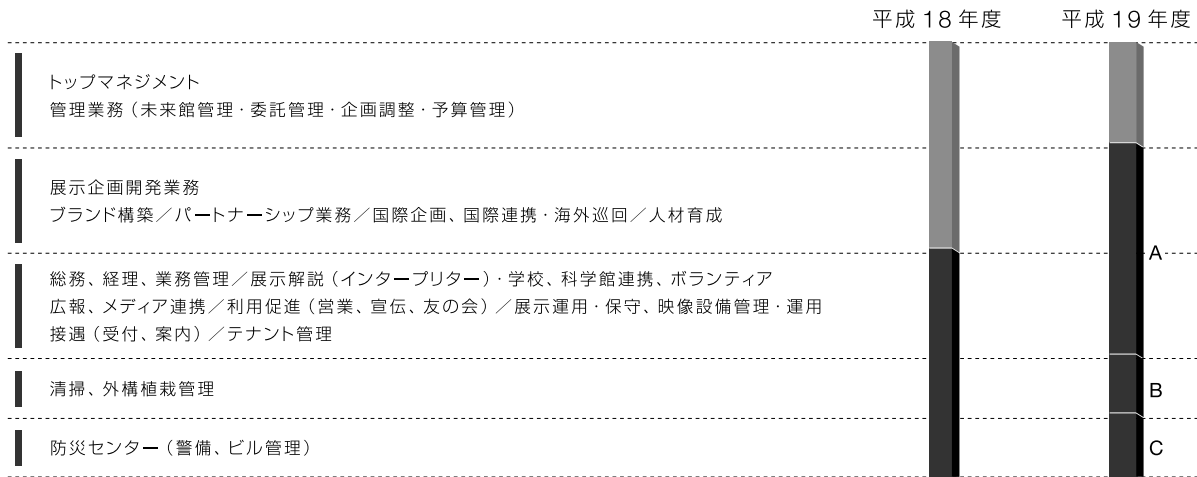 平成 18 年度 平成 19 年度
トップマネジメント
管理業務（未来館管理・委託管理・企画調整・予算管理）
展示企画開発業務
ブランド構築／パートナーシップ業務／国際企画、国際連携・海外巡回／人材育成
A
総務、経理、業務管理／展示解説（インタープリター）・学校、科学館連携、ボランティア
広報、メディア連携／利用促進（営業、宣伝、友の会）／展示運用・保守、映像設備管理・運用
接遇（受付、案内）／テナント管理
清掃、外構植栽管理
B
防災センター（警備、ビル管理）
C